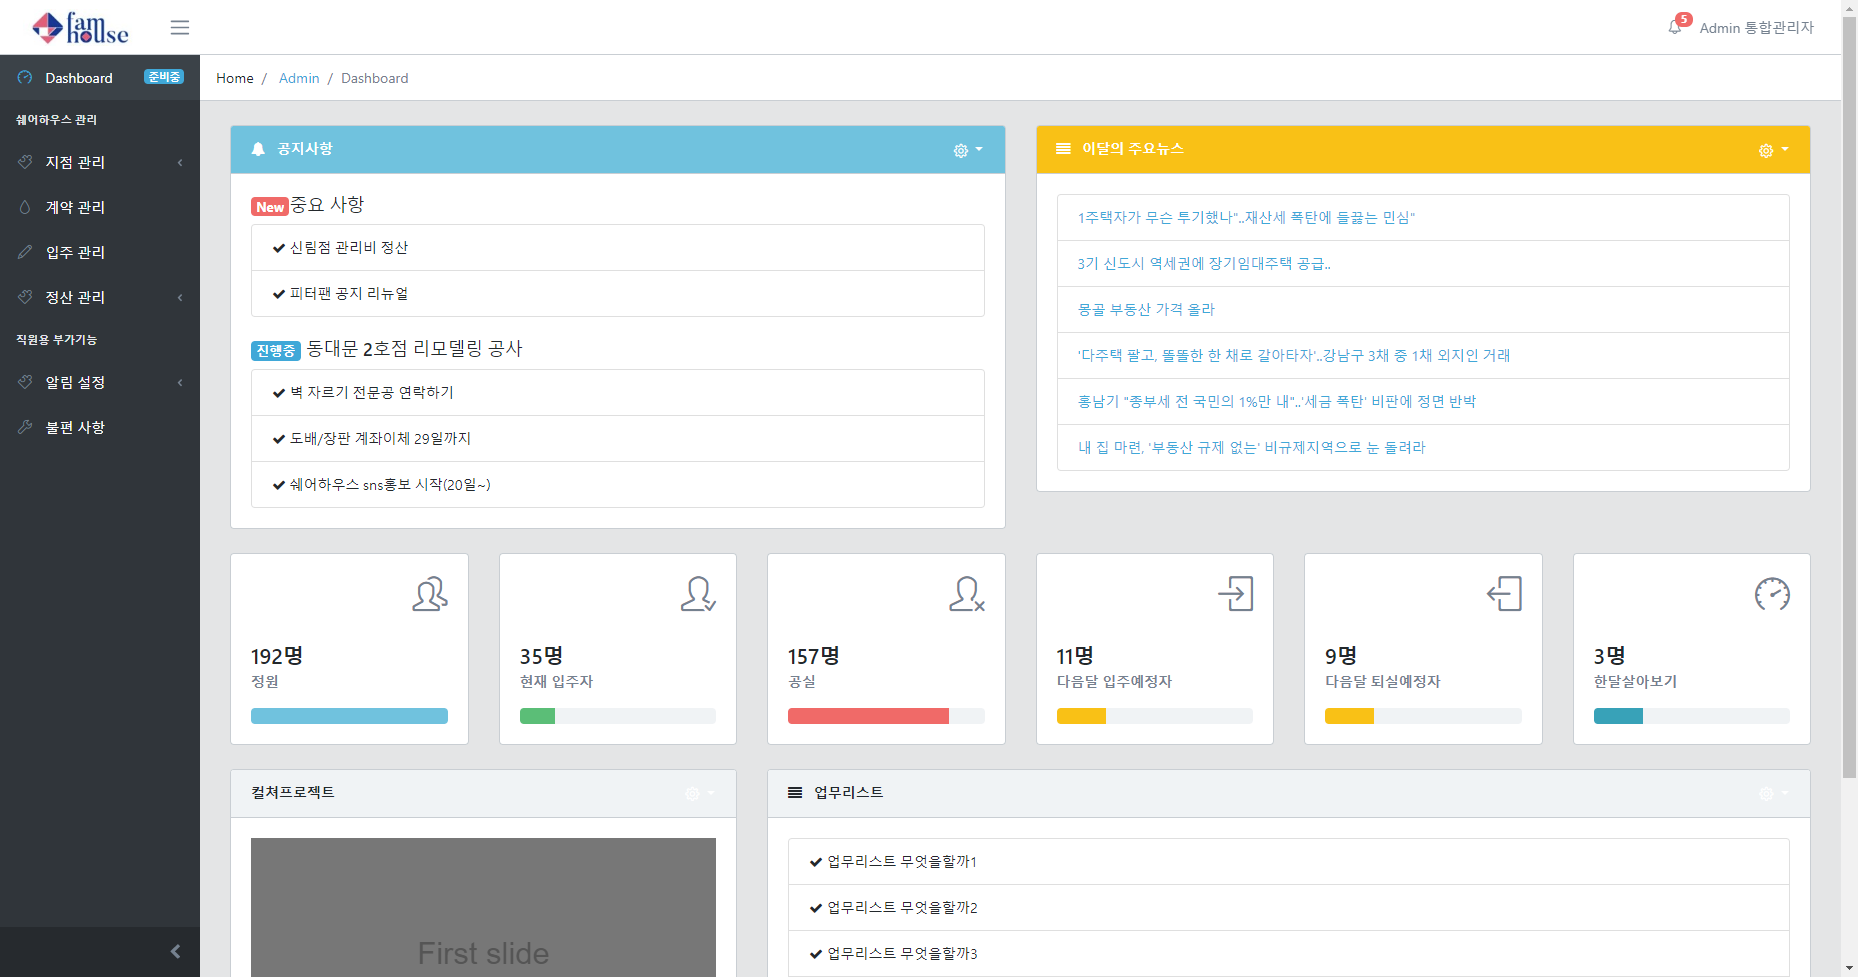 fam
house
5
Admin 통합관리자
Dashboard 준비중
Home / Admin / Dashboard
쉐어하우스 관리
지점 관리
계약 관리
입주 관리
정산 관리
직원용 부가기능
알림 설정
불편 사항
공지사항
New중요 사항
신림점 관리비 정산
피터팬 공지 리뉴얼
진행중 동대문 2호점 리모델링 공사
벽 자르기 전문공 연락하기
도배/장판 계좌이체 29일까지
쉐어하우스 sns홍보 시작(20일~)
이달의 주요뉴스
1주택자가 무슨 투기했나"..재산세 폭탄에 들끓는 민심"
3기 신도시 역세권에 장기임대주택 공급..
몽골 부동산 가격 올라
'다주택 팔고, 똘똘한 한 채로 갈아타자'..강남구 3채 중 1채 외지인 거래
홍남기 "종부세 전 국민의 1%만 내"..'세금 폭탄' 비판에 정면 반박
내 집 마련, '부동산 규제 없는' 비규제지역으로 눈 돌려라
192명
정원
35명
현재 입주자
157명
공실
11명
다음달 입주예정자
9명
다음달 퇴실예정자
3명
한달살아보기
컬쳐프로젝트
First slide
업무리스트
업무리스트 무엇을할까1
업무리스트 무엇을할까2
업무리스트 무엇을할까3